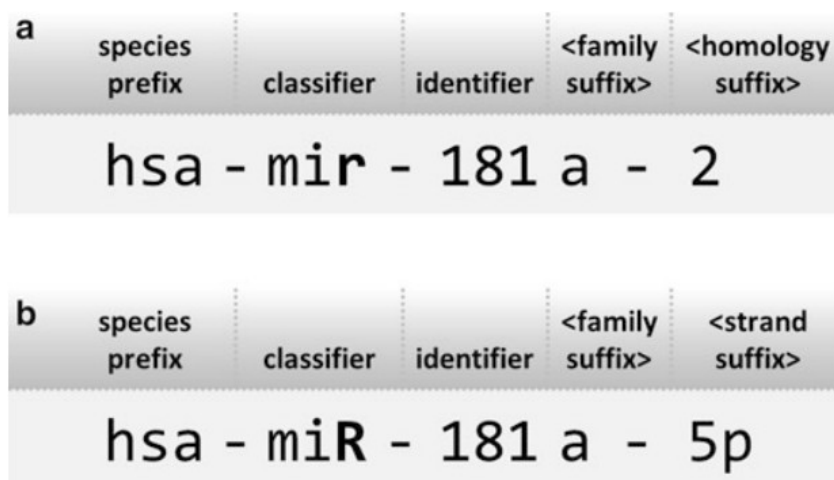 a
species prefix classifier identifier <family suffix> <homology suffix>
hsa - mir - 181 a - 2
b
species prefix classifier identifier <family suffix> <strand suffix>
hsa - miR - 181 a - 5p